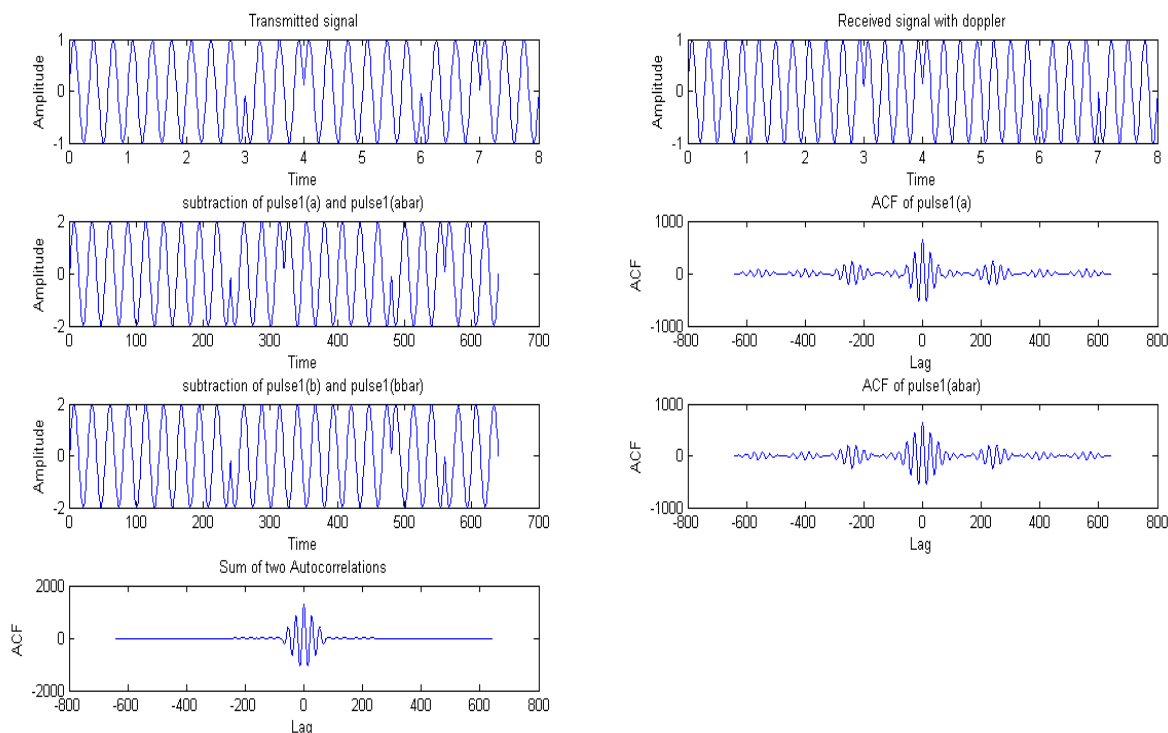 Transmitted signal
Amplitude
1
0
-1
0 1 2 3 4 5 6 7 8
Time
Received signal with doppler
Amplitude
1
0
-1
0 1 2 3 4 5 6 7 8
Time
subtraction of pulse1(a) and pulse1(abar)
Amplitude
2
0
-2
0 100 200 300 400 500 600 700
Time
ACF of pulse1(a)
ACF
1000
0
-1000
-800 -600 -400 -200 0 200 400 600 800
Lag
subtraction of pulse1(b) and pulse1(bbar)
Amplitude
2
0
-2
0 100 200 300 400 500 600 700
Time
ACF of pulse1(abar)
ACF
1000
0
-1000
-800 -600 -400 -200 0 200 400 600 800
Lag
Sum of two Autocorrelations
ACF
2000
0
-2000
-800 -600 -400 -200 0 200 400 600 800
Lag